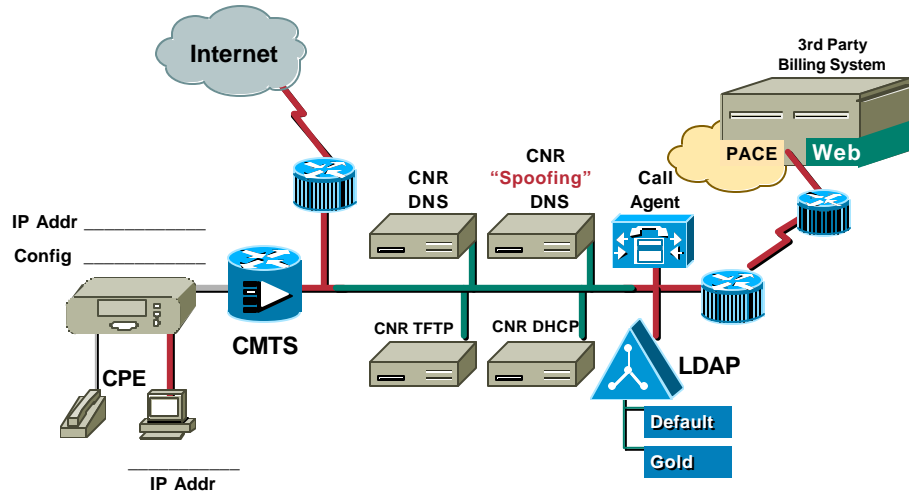 Internet
3rd Party
Billing System
PACE
Web
CNR
DNS
CNR
“Spoofing”
DNS
Call
Agent
IP Addr ____________
Config ____________
CMTS
CNR TFTP
CNR DHCP
LDAP
CPE
Default
Gold
___________
IP Addr